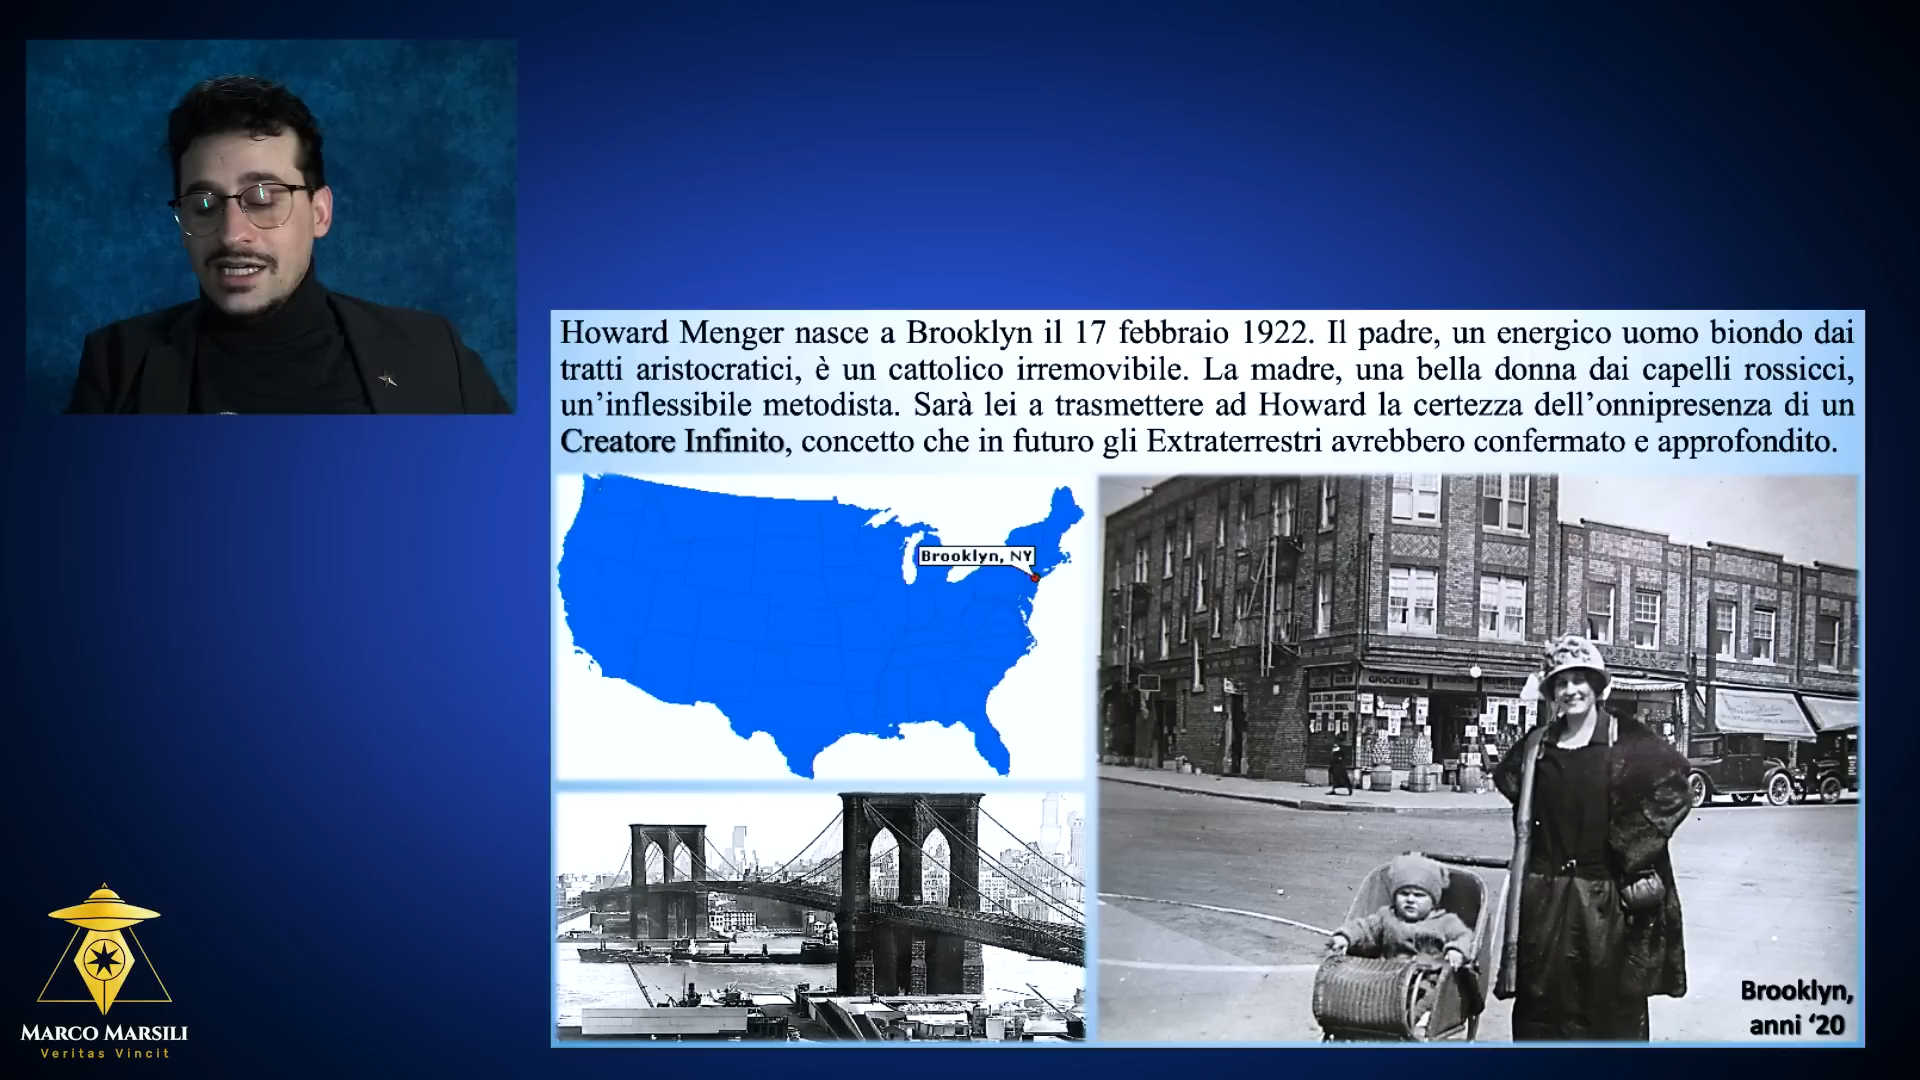 Howard Menger nasce a Brooklyn il 17 febbraio 1922. Il padre, un energico uomo biondo dai
tratti aristocratici, è un cattolico irremovibile. La madre, una bella donna dai capelli rossicci,
un’inflessibile metodista. Sarà lei a trasmettere ad Howard la certezza dell’onnipresenza di un
Creatore Infinito, concetto che in futuro gli Extraterrestri avrebbero confermato e approfondito.
Brooklyn, NY
GROCERIES
Brooklyn,
anni ‘20
MARCO MARSILI
Veritas Vincit